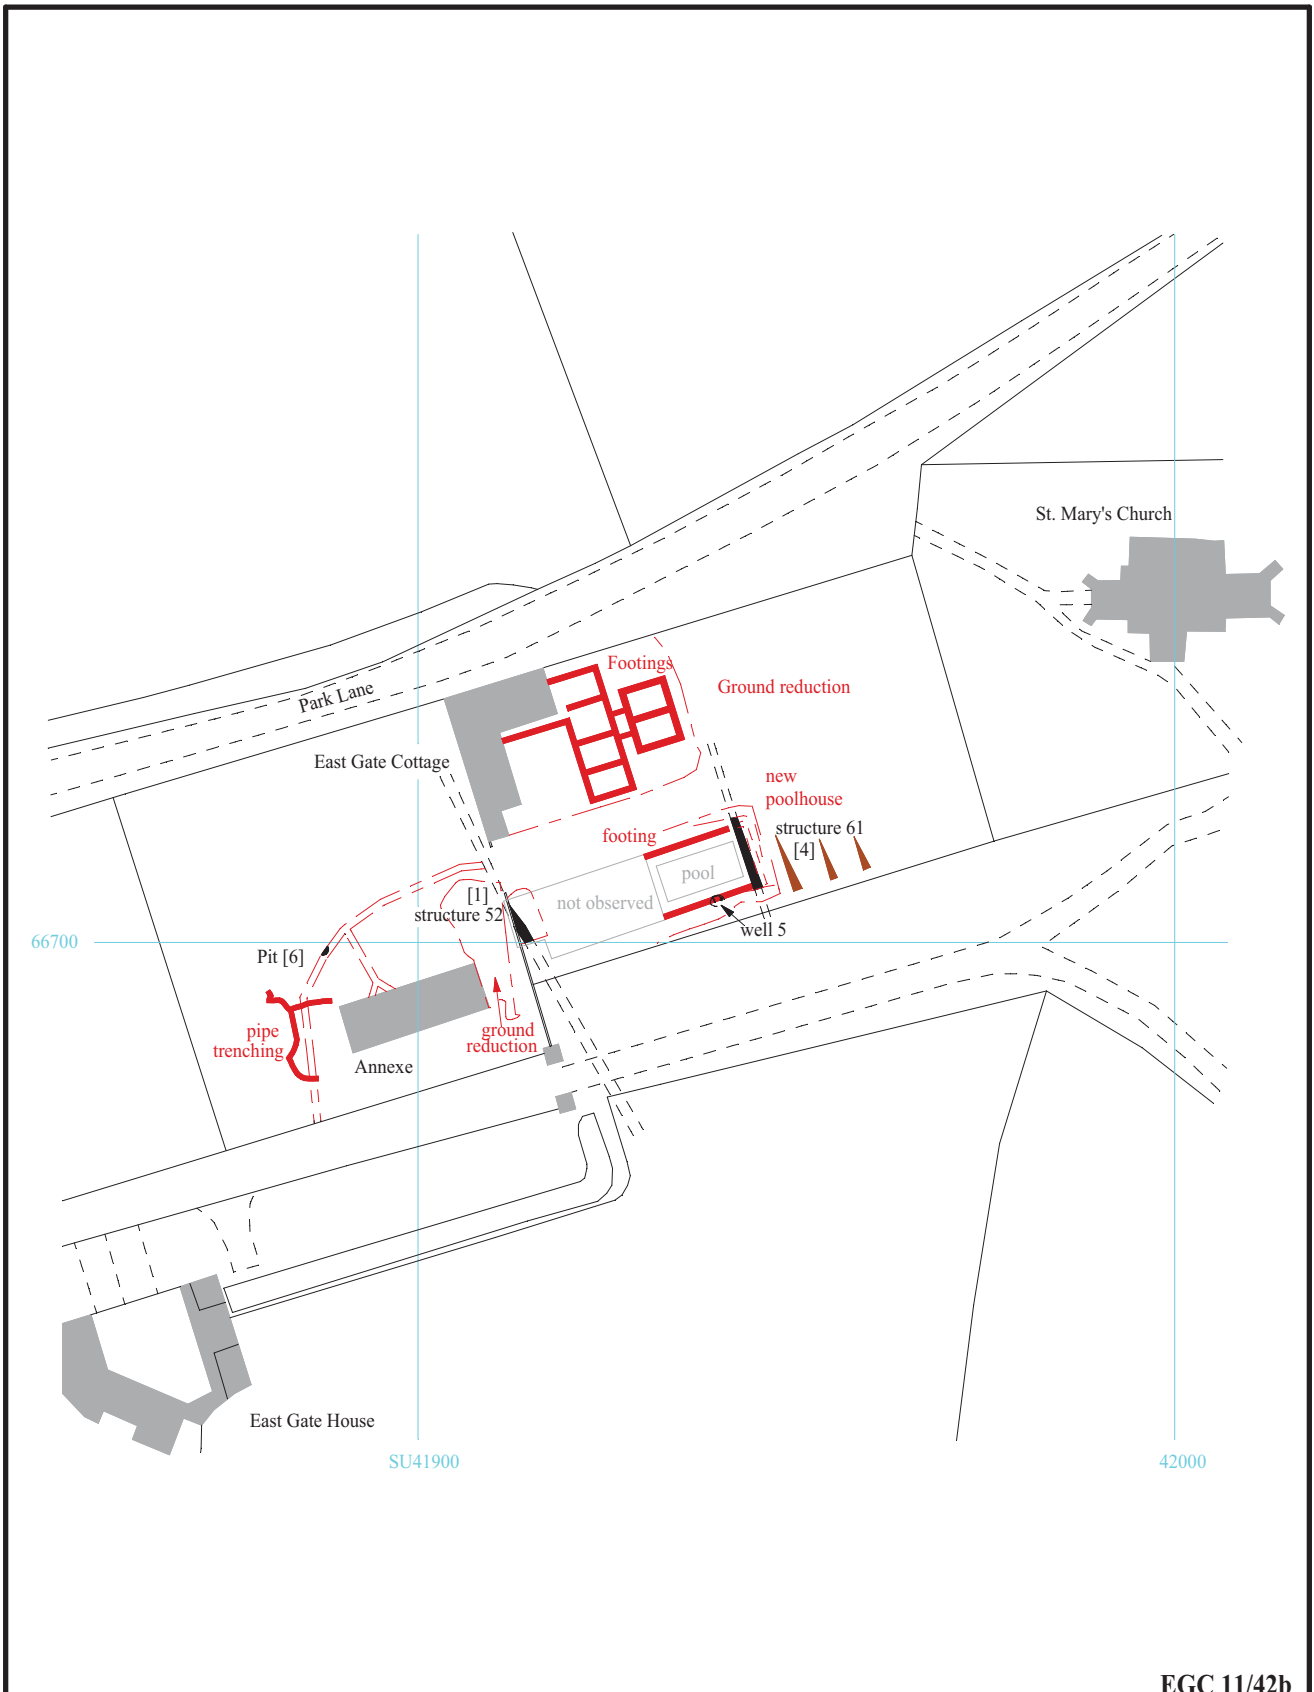 St. Mary's Church
Footings
Ground reduction
Park Lane
East Gate Cottage
new
poolhouse
structure 61
[4]
footing
pool
not observed
[1]
structure 52
well 5
66700
Pit [6]
pipe
trenching
ground
reduction
Annexe
East Gate House
SU41900
42000
EGC 11/42b